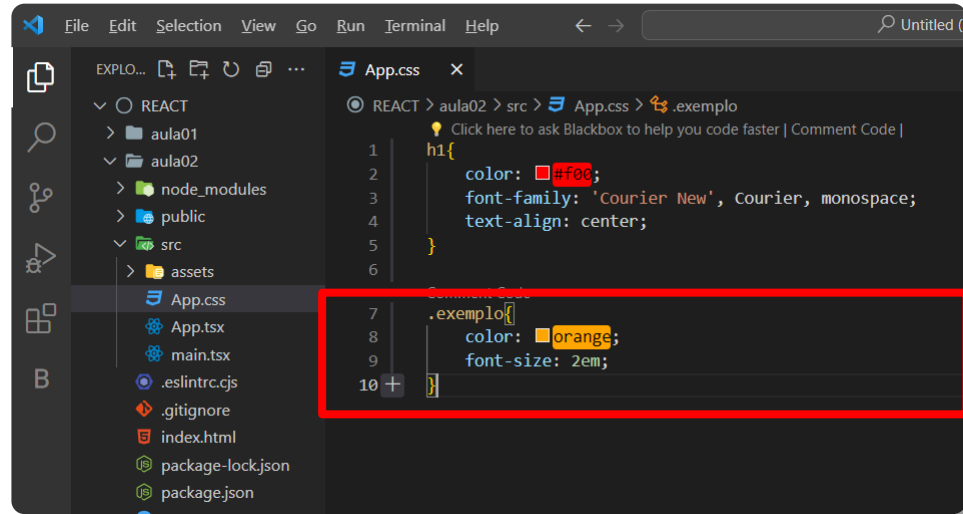 File Edit Selection View Go Run Terminal Help
Untitled (
EXPLO...
App.css
REACT
REACT > aula02 > src > App.css > .exemplo
aula01
Click here to ask Blackbox to help you code faster | Comment Code |
aula02
node_modules
public
src
assets
App.css
App.tsx
main.tsx
.eslintrc.cjs
.gitignore
index.html
package-lock.json
package.json
B
1 h1{
2 color: #f00;
3 font-family: 'Courier New', Courier, monospace;
4 text-align: center;
5 }
6
Comment Code
7 .exemplo{
8 color: orange;
9 font-size: 2em;
10 }